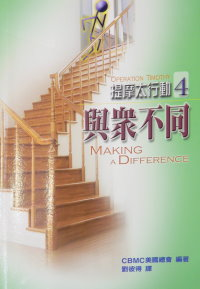 OPERATION TIMOTHY
提摩太行動4
與眾不同
MAKING
A DIFFERENCE
CBMC美國總會 編著
劉彼得 譯